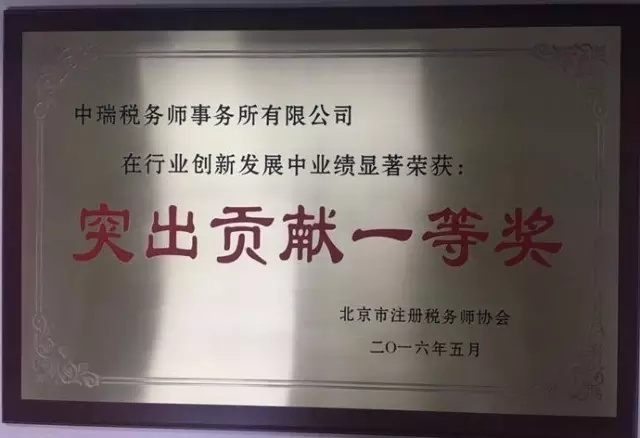 中瑞税务师事务所有限公司
在行业创新发展中业绩显著荣获：
突出贡献一等奖
北京市注册税务师协会
二〇一六年五月